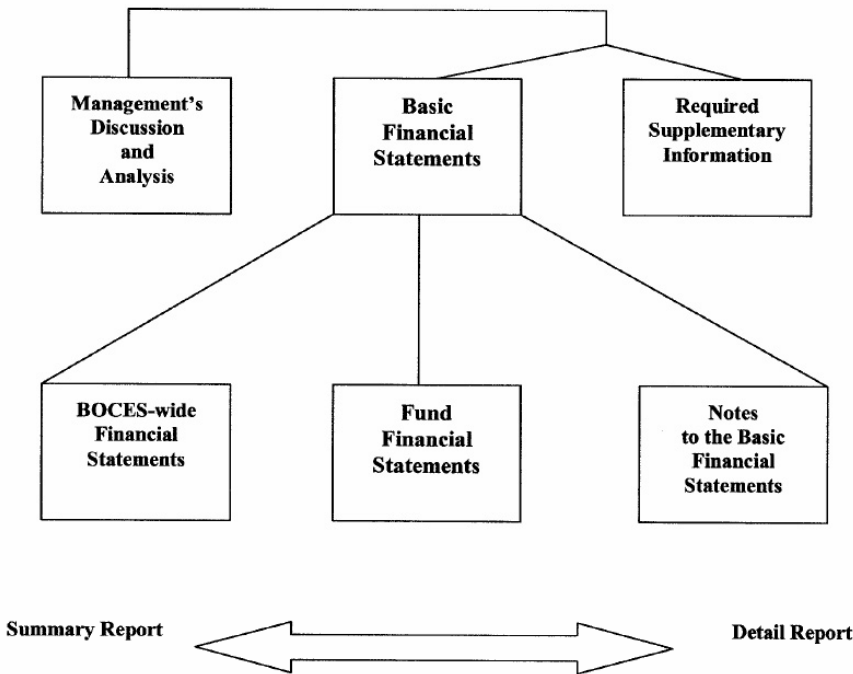 Management's
Discussion
and
Analysis
Basic
Financial
Statements
Required
Supplementary
Information
BOCES-wide
Financial
Statements
Fund
Financial
Statements
Notes
to the Basic
Financial
Statements
Summary Report
Detail Report